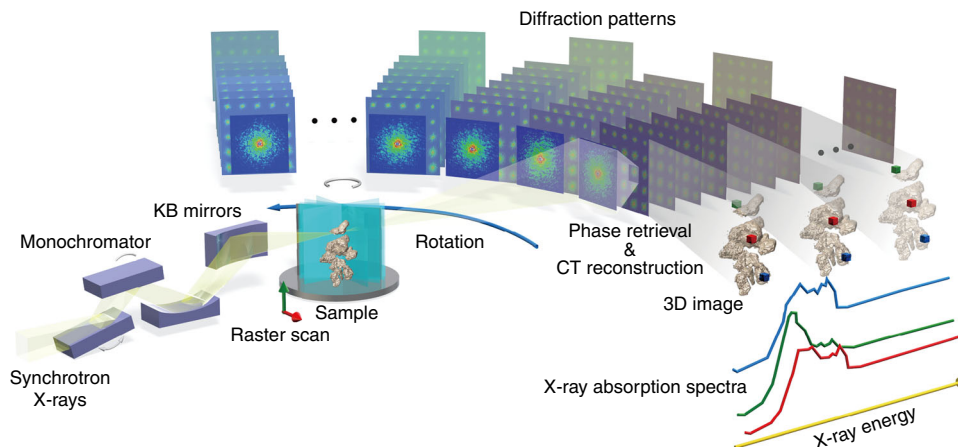 Diffraction patterns
KB mirrors
Monochromator
Rotation
Phase retrieval
&
CT reconstruction
3D image
Sample
Raster scan
Synchrotron
X-rays
X-ray absorption spectra
X-ray energy